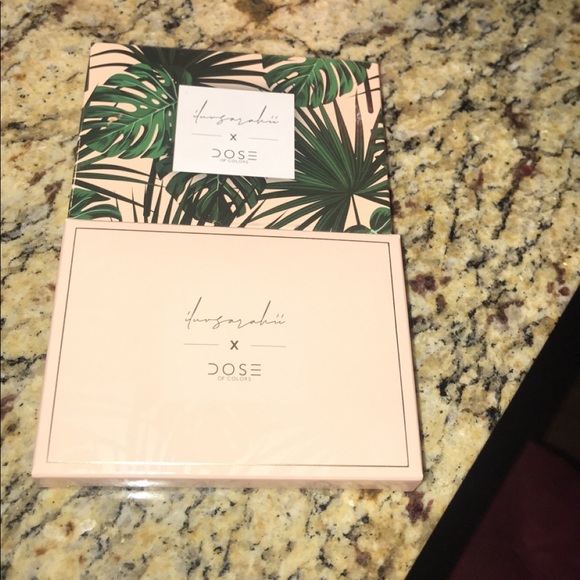 iluvsarahii
X
DOSE
OF COLORS
iluvsarahii
X
DOSE
OF COLORS